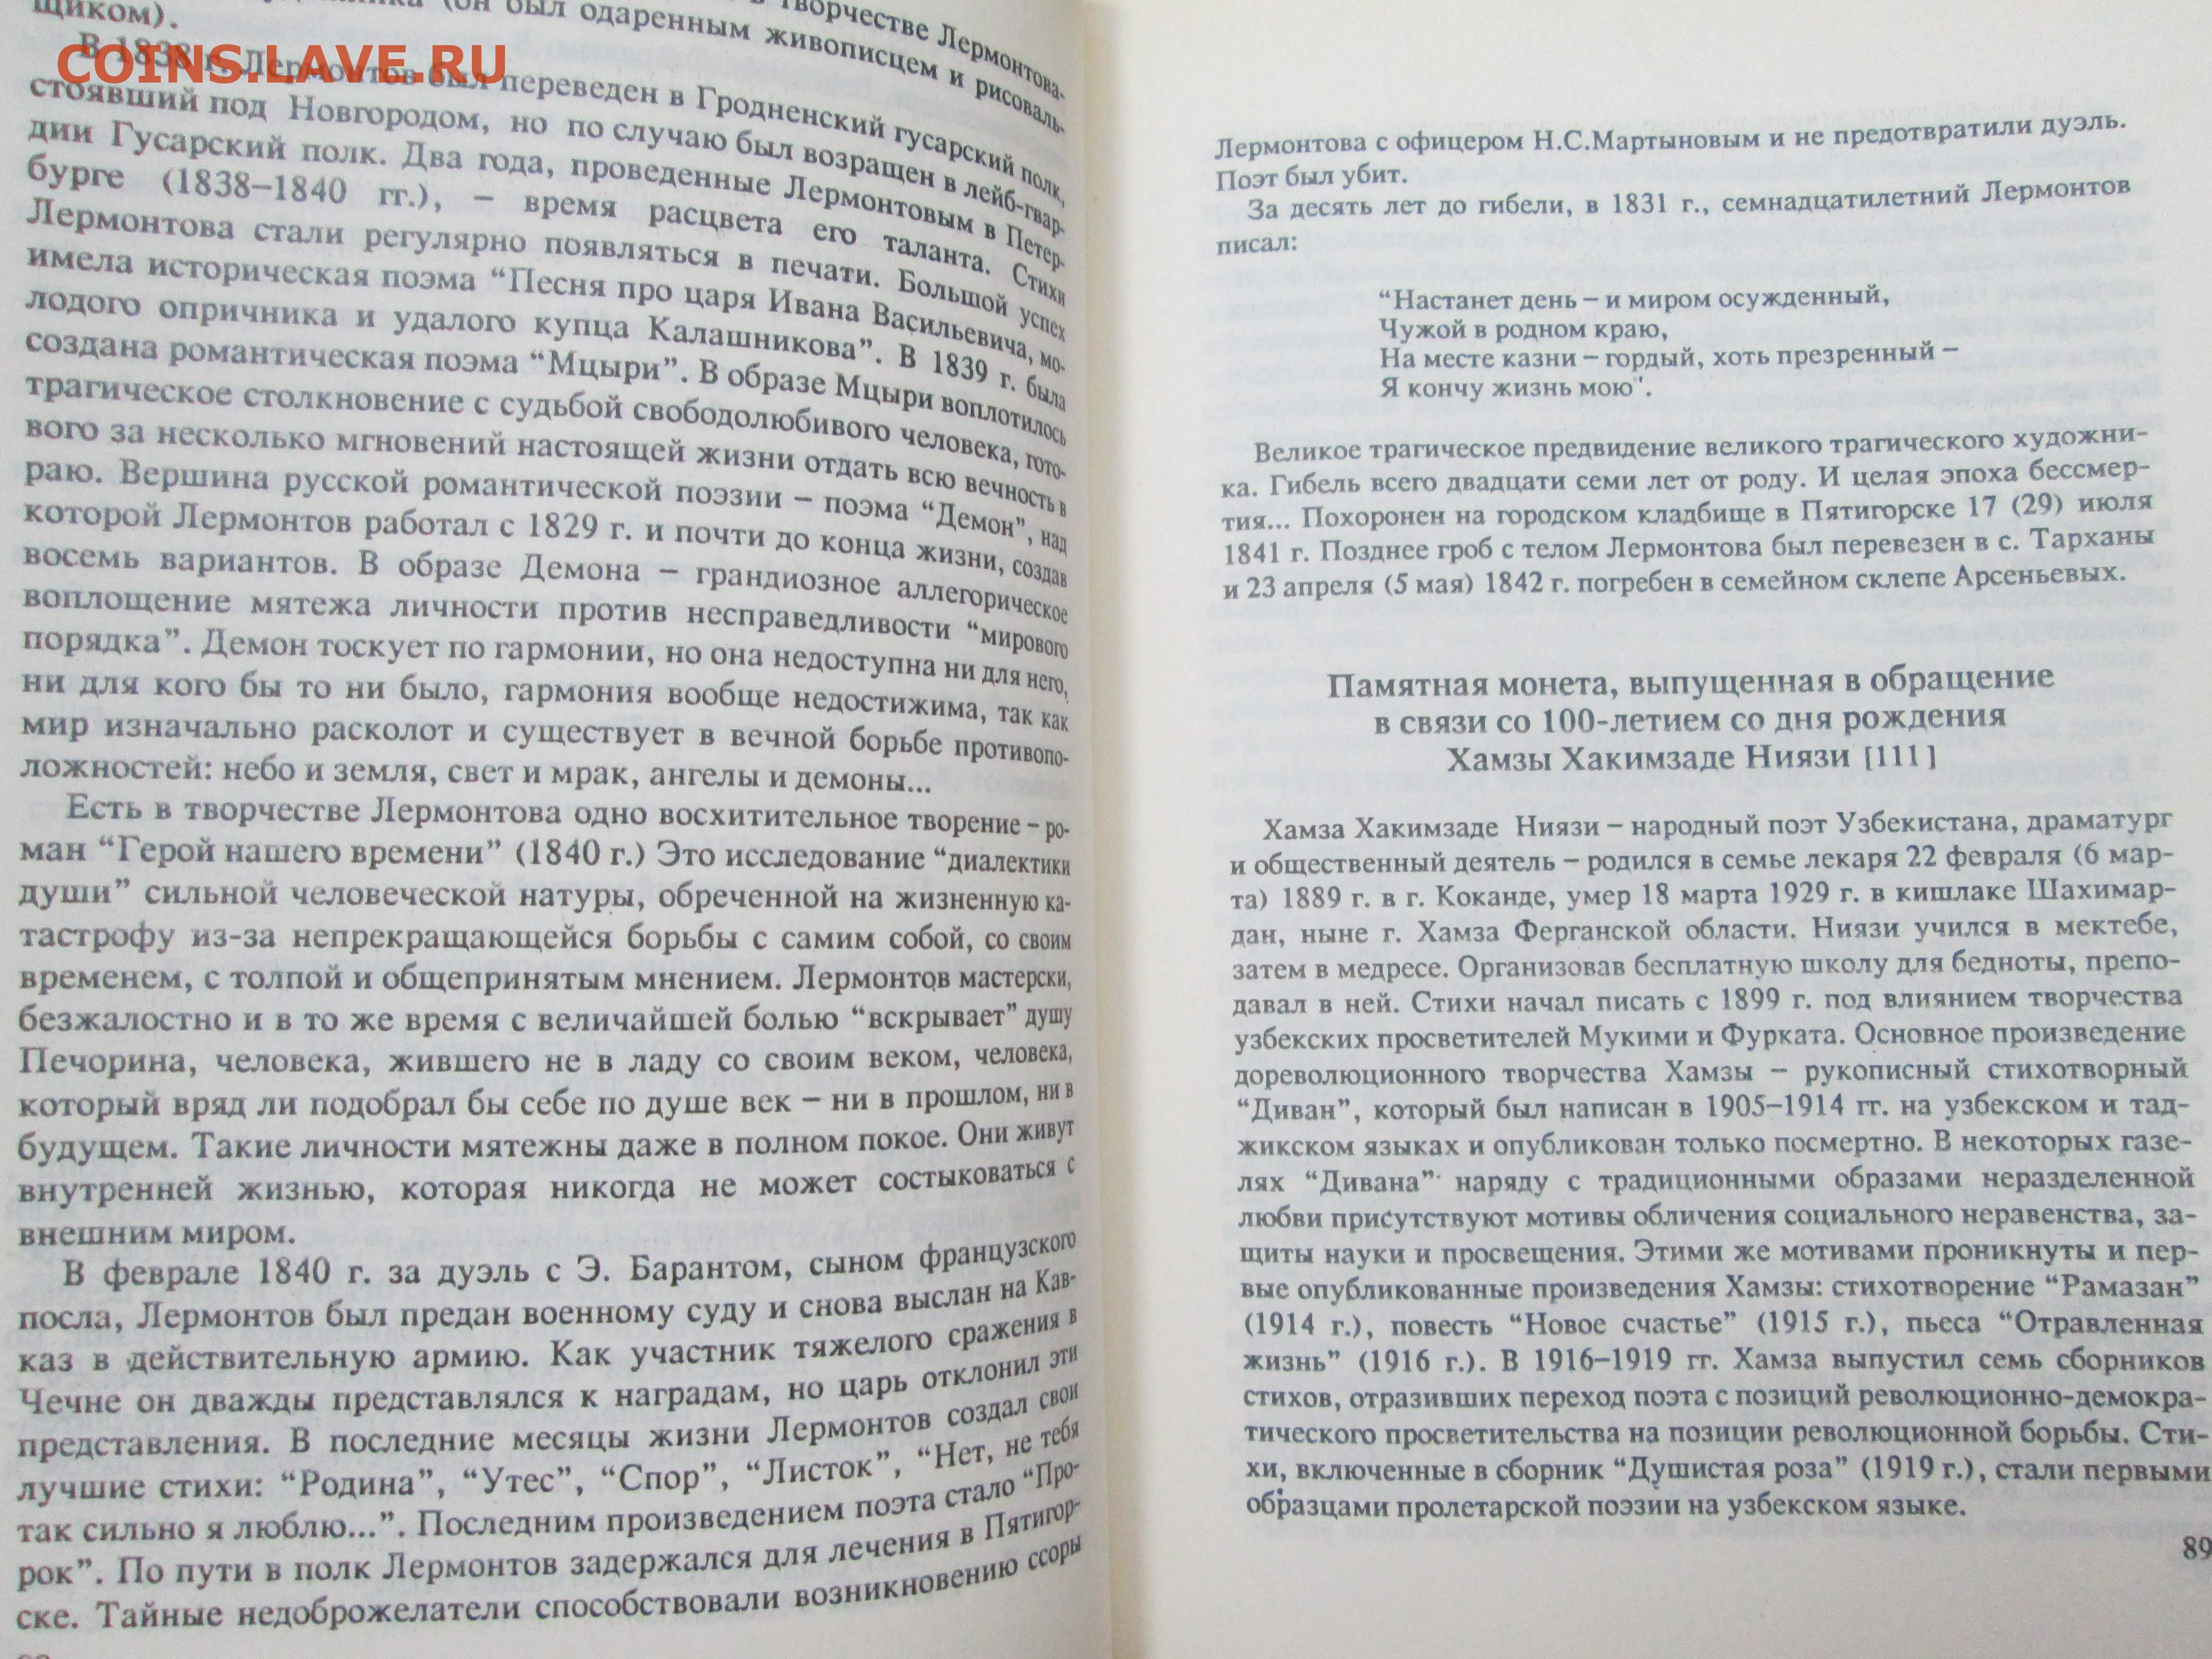 творчестве Лермонтова-
(он был одаренным живописцем и рисоваль-
щиком).
COINS.LAVE.RU
В 1838 г. Лермонтов был переведен в Гродненский гусарский полк,
стоявший под Новгородом, но по случаю был возращен в лейб-гвар-
дии Гусарский полк. Два года, проведенные Лермонтовым в Петер-
бурге (1838–1840 гг.), – время расцвета его таланта. Стихи
Лермонтова стали регулярно появляться в печати. Большой успех
имела историческая поэма “Песня про царя Ивана Васильевича, мо-
лодого опричника и удалого купца Калашникова”. В 1839 г. была
создана романтическая поэма “Мцыри”. В образе Мцыри воплотилось
трагическое столкновение с судьбой свободолюбивого человека, гото-
вого за несколько мгновений настоящей жизни отдать всю вечность в
раю. Вершина русской романтической поэзии – поэма “Демон”, над
которой Лермонтов работал с 1829 г. и почти до конца жизни, создав
восемь вариантов. В образе Демона – грандиозное аллегорическое
воплощение мятежа личности против несправедливости “мирового
порядка”. Демон тоскует по гармонии, но она недоступна ни для него,
ни для кого бы то ни было, гармония вообще недостижима, так как
мир изначально расколот и существует в вечной борьбе противопо-
ложностей: небо и земля, свет и мрак, ангелы и демоны...
Есть в творчестве Лермонтова одно восхитительное творение – ро-
ман “Герой нашего времени” (1840 г.) Это исследование “диалектики
души” сильной человеческой натуры, обреченной на жизненную ка-
тастрофу из-за непрекращающейся борьбы с самим собой, со своим
временем, с толпой и общепринятым мнением. Лермонтов мастерски,
безжалостно и в то же время с величайшей болью “вскрывает” душу
Печорина, человека, жившего не в ладу со своим веком, человека,
который вряд ли подобрал бы себе по душе век – ни в прошлом, ни в
будущем. Такие личности мятежны даже в полном покое. Они живут
внутренней жизнью, которая никогда не может состыковаться с
внешним миром.
В феврале 1840 г. за дуэль с Э. Барантом, сыном французского
посла, Лермонтов был предан военному суду и снова выслан на Кав-
каз в действительную армию. Как участник тяжелого сражения в
Чечне он дважды представлялся к наградам, но царь отклонил эти
представления. В последние месяцы жизни Лермонтов создал свои
лучшие стихи: “Родина”, “Утес”, “Спор”, “Листок”, “Нет, не тебя
так сильно я люблю...”. Последним произведением поэта стало “Про-
рок”. По пути в полк Лермонтов задержался для лечения в Пятигор-
ске. Тайные недоброжелатели способствовали возникновению ссоры
Лермонтова с офицером Н.С.Мартыновым и не предотвратили дуэль.
Поэт был убит.
За десять лет до гибели, в 1831 г., семнадцатилетний Лермонтов
писал:
“Настанет день – и миром осужденный,
Чужой в родном краю,
На месте казни – гордый, хоть презренный –
Я кончу жизнь мою".
Великое трагическое предвидение великого трагического художни-
ка. Гибель всего двадцати семи лет от роду. И целая эпоха бессмер-
тия... Похоронен на городском кладбище в Пятигорске 17 (29) июля
1841 г. Позднее гроб с телом Лермонтова был перевезен в с. Тарханы
и 23 апреля (5 мая) 1842 г. погребен в семейном склепе Арсеньевых.
Памятная монета, выпущенная в обращение
в связи со 100-летием со дня рождения
Хамзы Хакимзаде Ниязи [111]
Хамза Хакимзаде Ниязи – народный поэт Узбекистана, драматург
и общественный деятель – родился в семье лекаря 22 февраля (6 мар-
та) 1889 г. в г. Коканде, умер 18 марта 1929 г. в кишлаке Шахимар-
дан, ныне г. Хамза Ферганской области. Ниязи учился в мектебе,
затем в медресе. Организовав бесплатную школу для бедноты, препо-
давал в ней. Стихи начал писать с 1899 г. под влиянием творчества
узбекских просветителей Мукими и Фурката. Основное произведение
дореволюционного творчества Хамзы – рукописный стихотворный
“Диван”, который был написан в 1905–1914 гг. на узбекском и тад-
жикском языках и опубликован только посмертно. В некоторых газе-
лях “Дивана” наряду с традиционными образами неразделенной
любви присутствуют мотивы обличения социального неравенства, за-
щиты науки и просвещения. Этими же мотивами проникнуты и пер-
вые опубликованные произведения Хамзы: стихотворение “Рамазан”
(1914 г.), повесть “Новое счастье” (1915 г.), пьеса “Отравленная
жизнь” (1916 г.). В 1916–1919 гг. Хамза выпустил семь сборников
стихов, отразивших переход поэта с позиций революционно-демокра-
тического просветительства на позиции революционной борьбы. Сти-
хи, включенные в сборник “Душистая роза” (1919 г.), стали первыми
образцами пролетарской поэзии на узбекском языке.
89